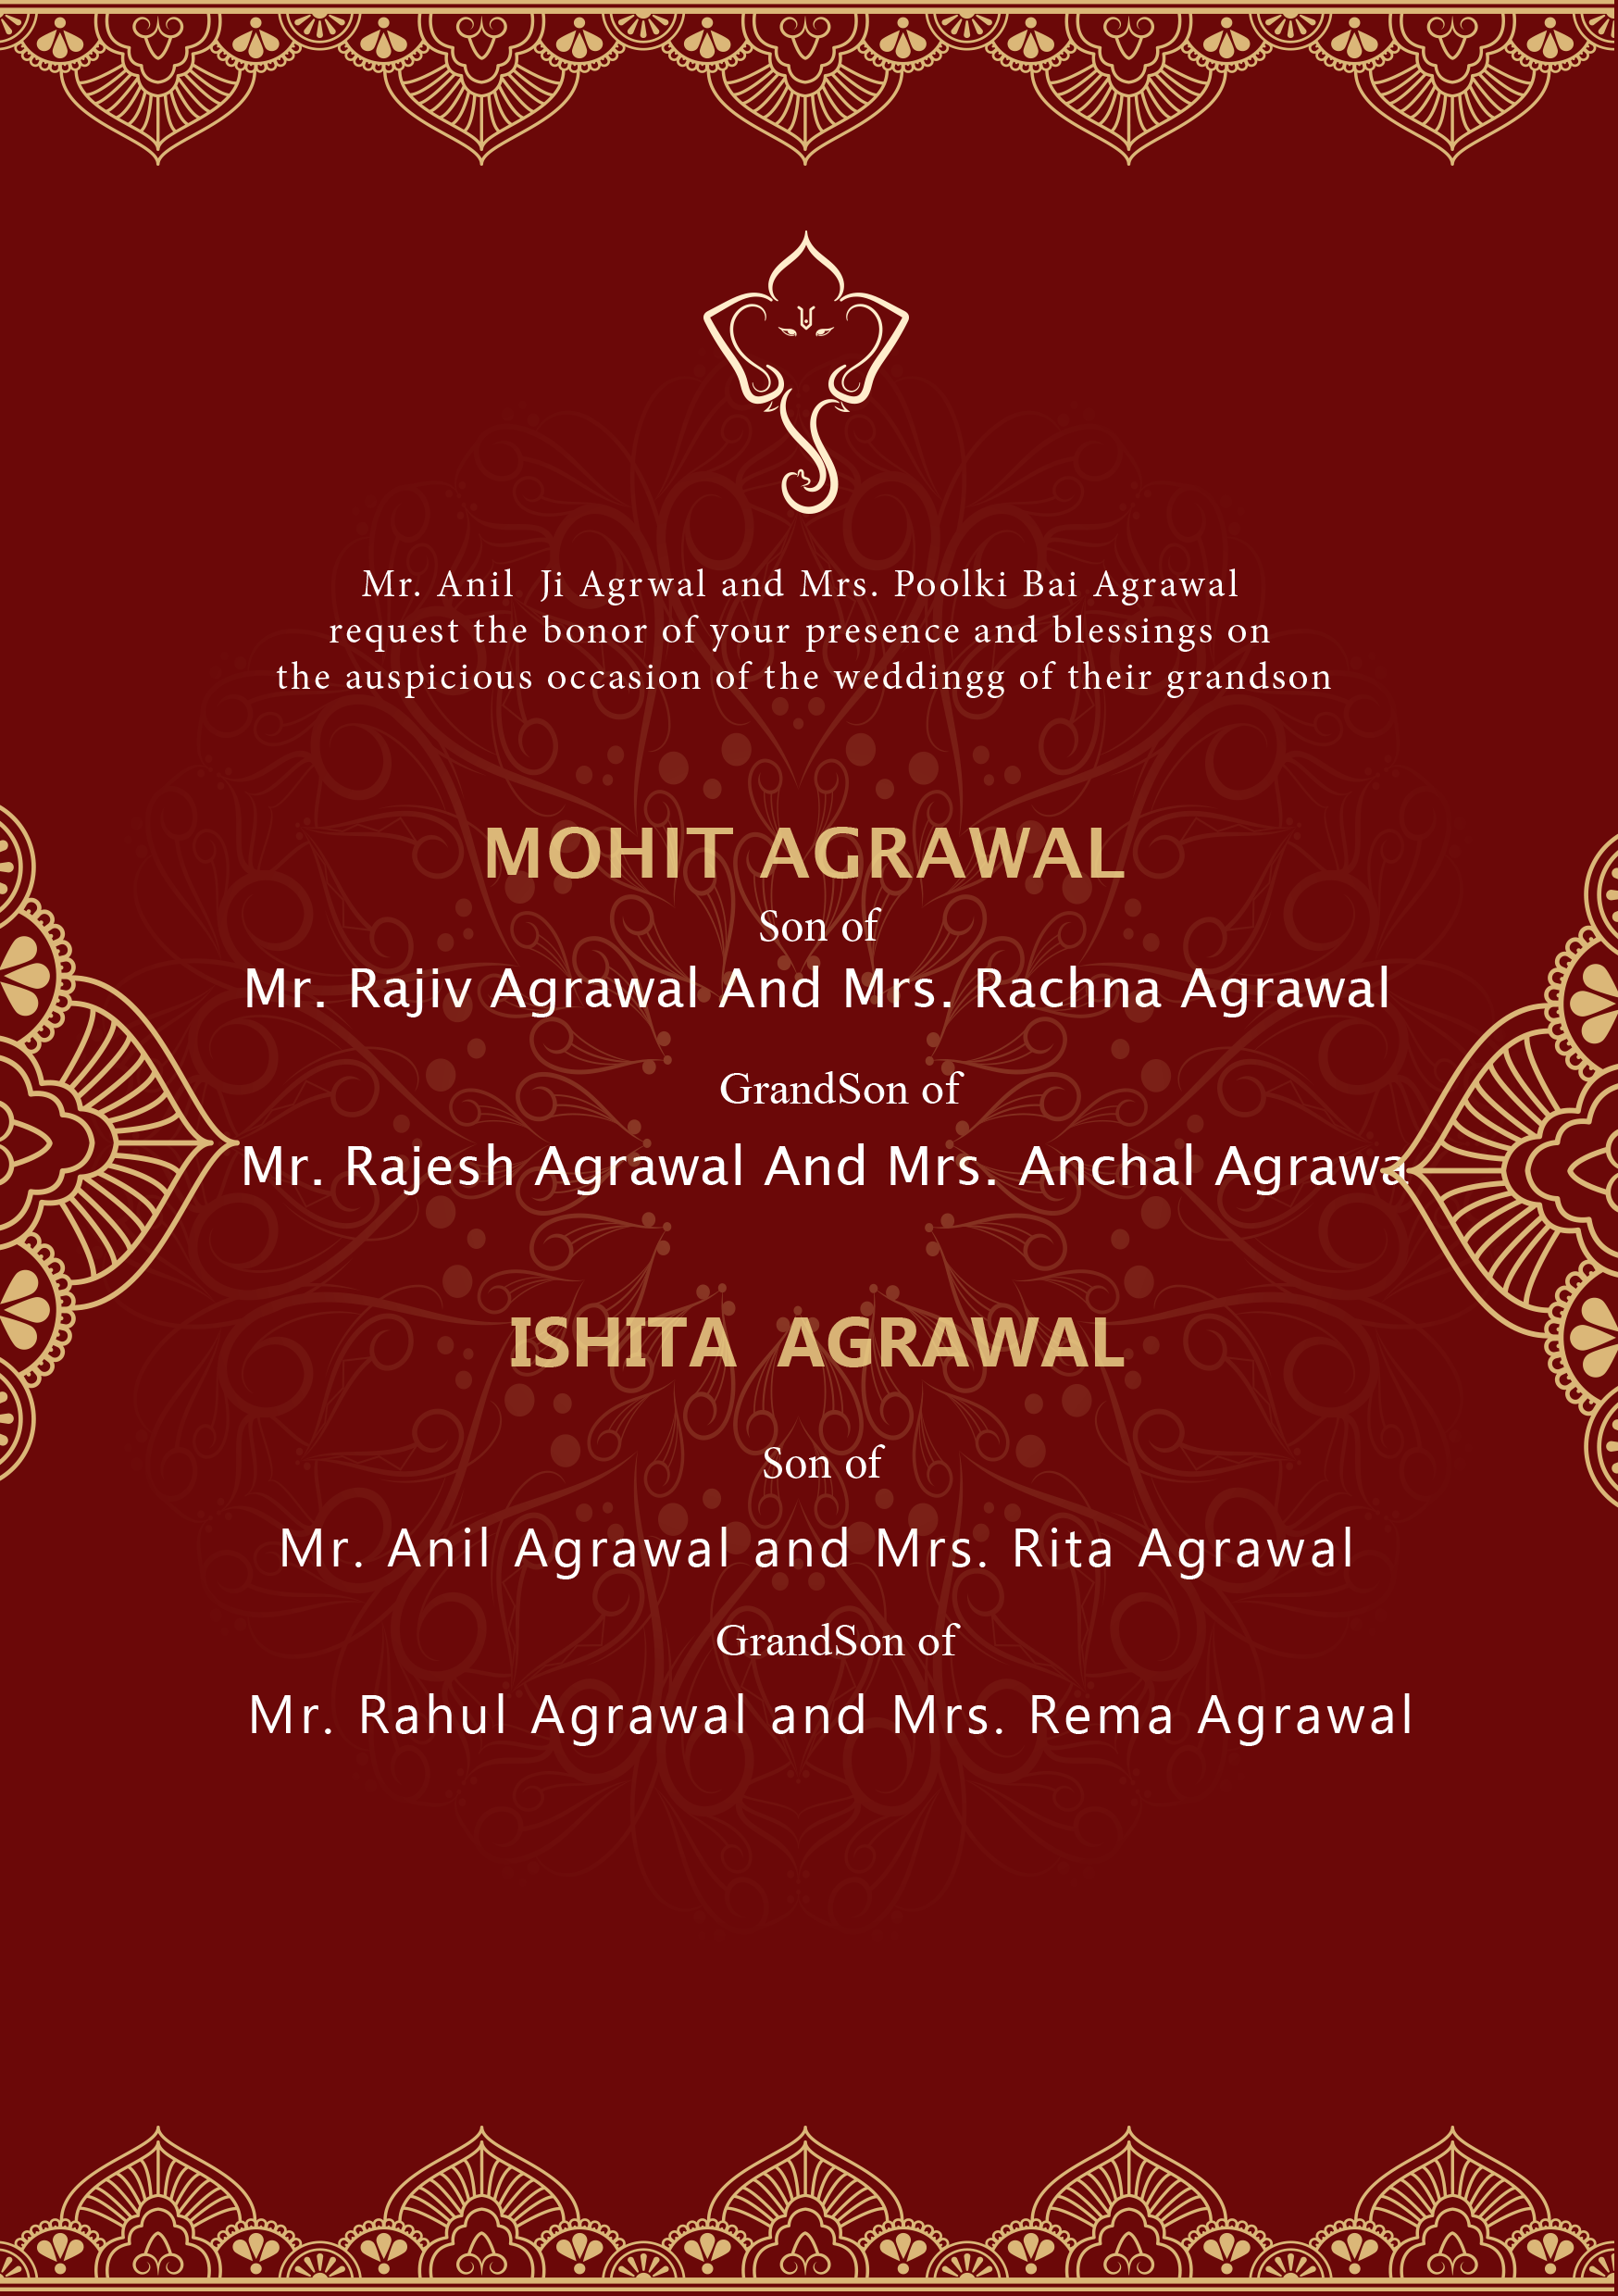 Mr. Anil Ji Agrwal and Mrs. Poolki Bai Agrawal
request the bonor of your presence and blessings on
the auspicious occasion of the weddingg of their grandson
MOHIT AGRAWAL
Son of
Mr. Rajiv Agrawal And Mrs. Rachna Agrawal
GrandSon of
Mr. Rajesh Agrawal And Mrs. Anchal Agrawa
ISHITA AGRAWAL
Son of
Mr. Anil Agrawal and Mrs. Rita Agrawal
GrandSon of
Mr. Rahul Agrawal and Mrs. Rema Agrawal